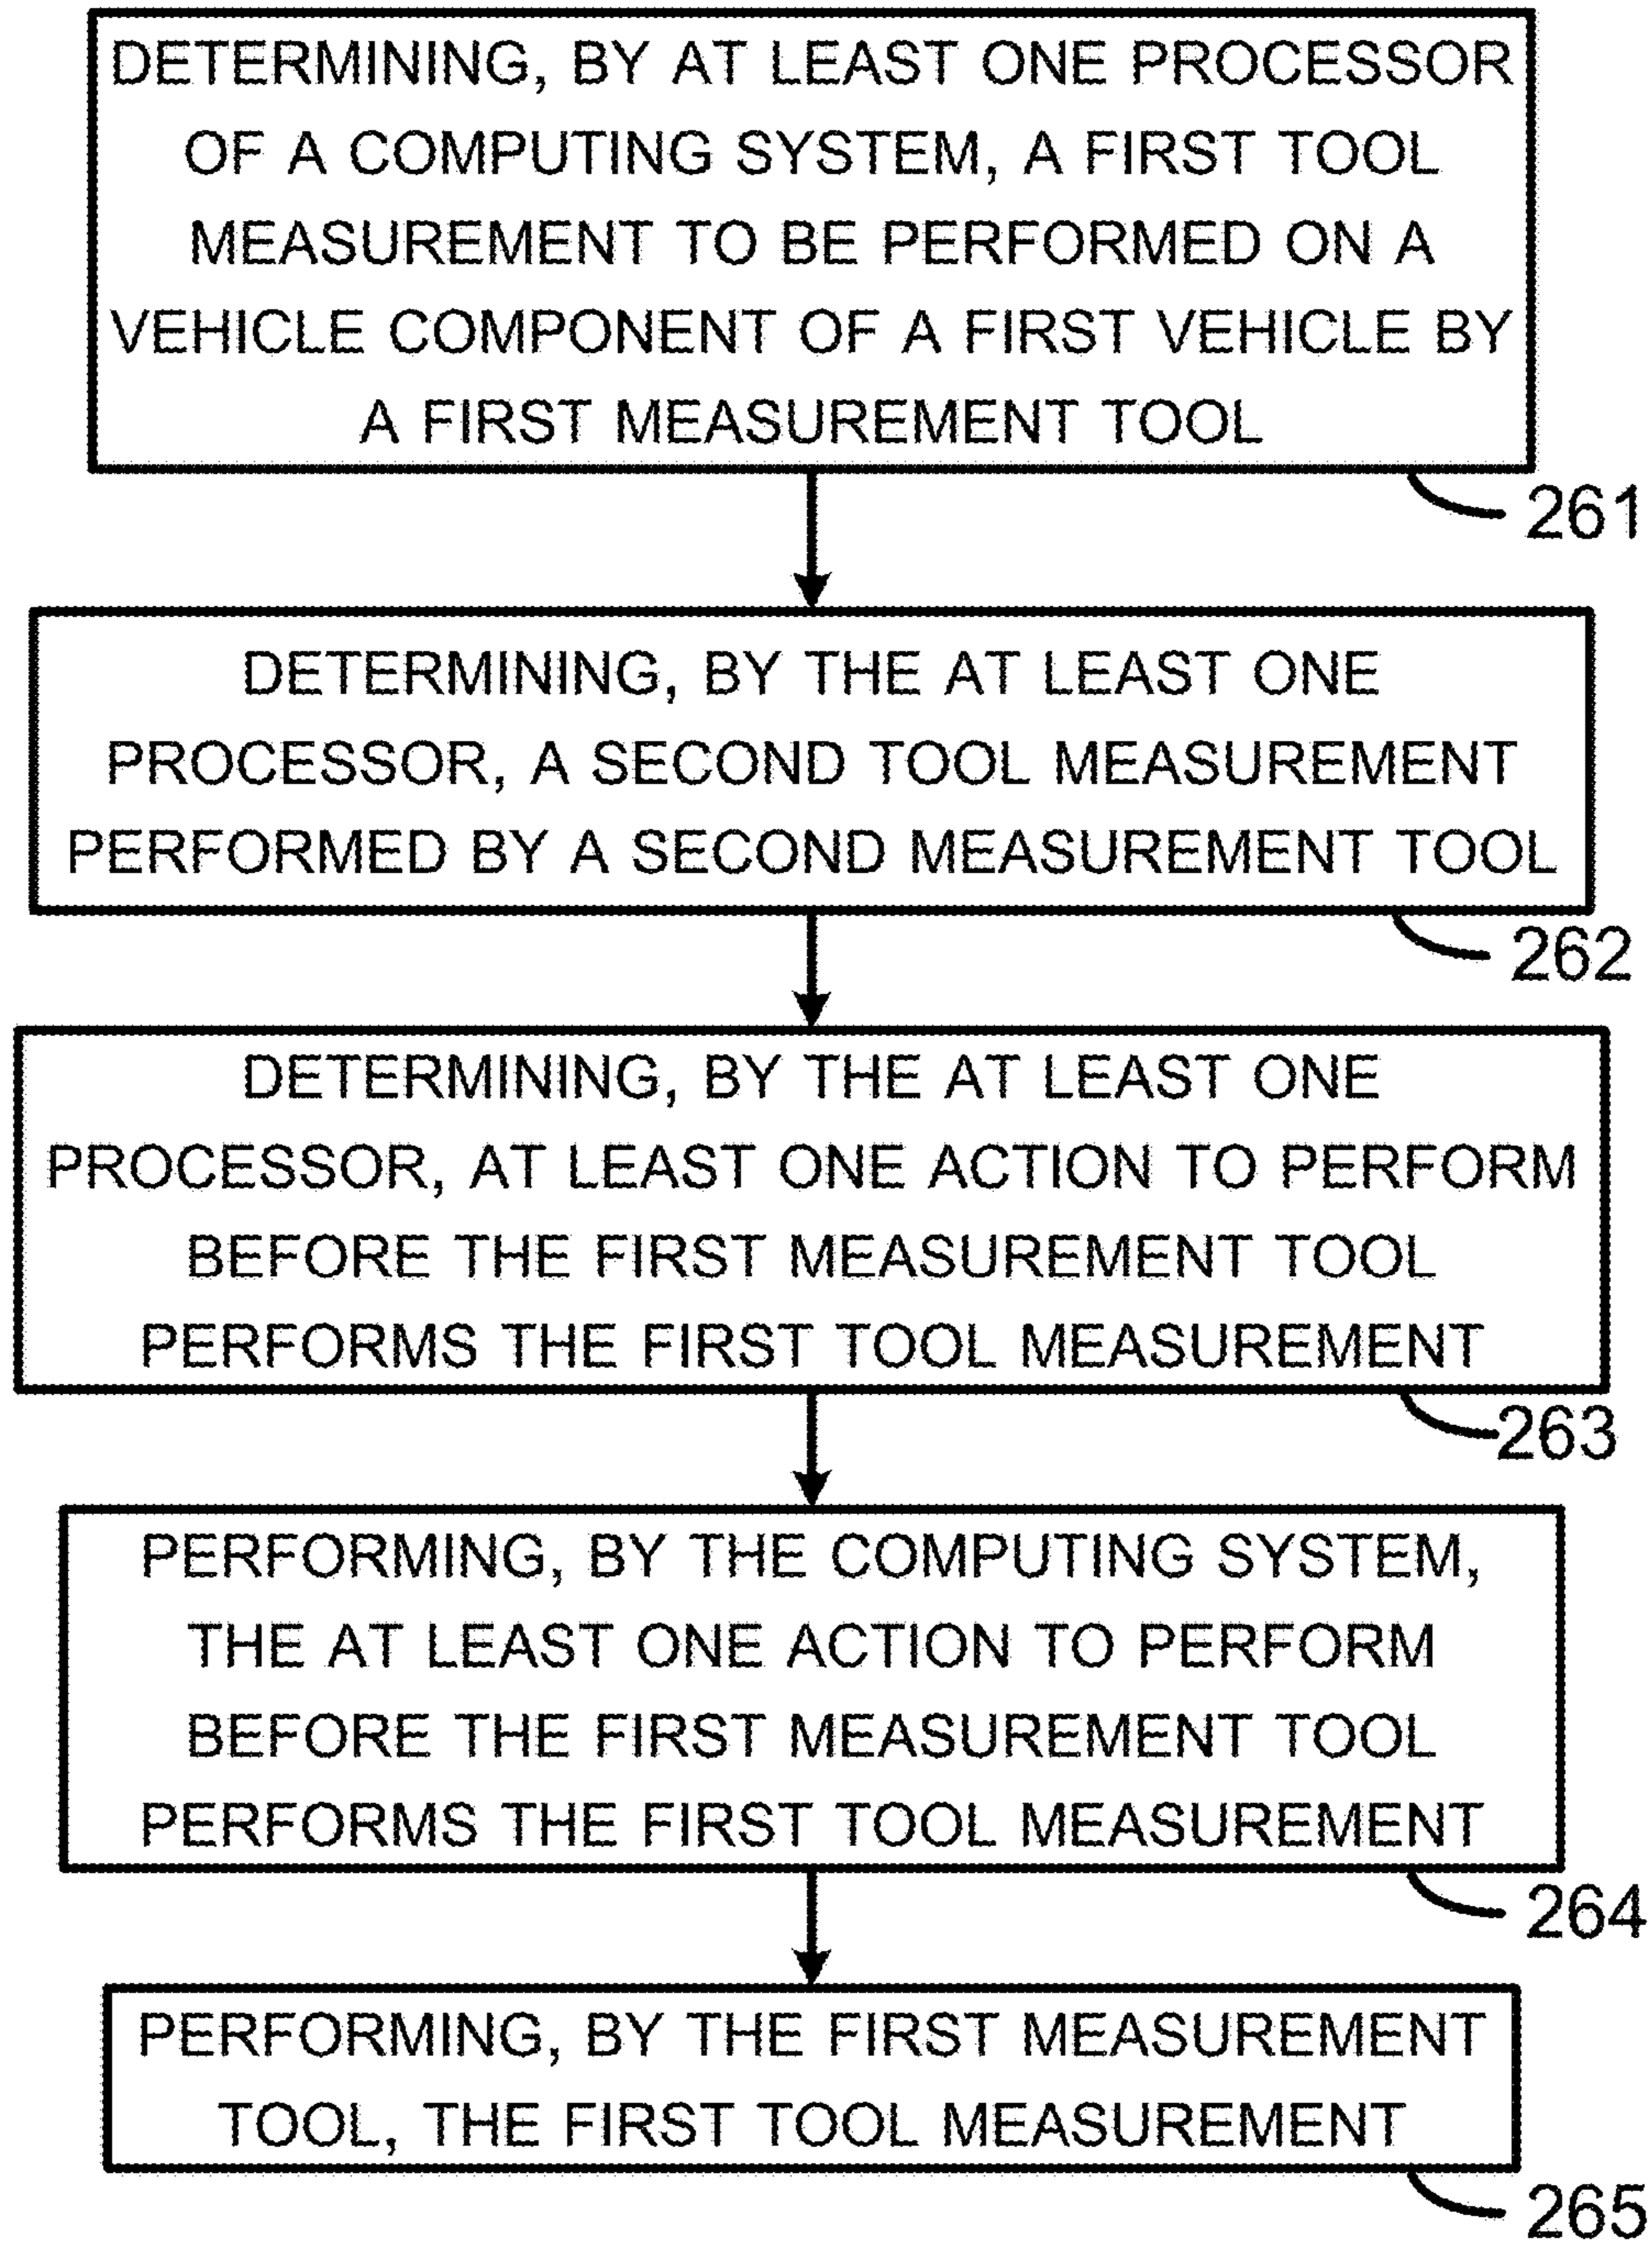 DETERMINING, BY AT LEAST ONE PROCESSOR
OF A COMPUTING SYSTEM, A FIRST TOOL
MEASUREMENT TO BE PERFORMED ON A
VEHICLE COMPONENT OF A FIRST VEHICLE BY
A FIRST MEASUREMENT TOOL
261
DETERMINING, BY THE AT LEAST ONE
PROCESSOR, A SECOND TOOL MEASUREMENT
PERFORMED BY A SECOND MEASUREMENT TOOL
262
DETERMINING, BY THE AT LEAST ONE
PROCESSOR, AT LEAST ONE ACTION TO PERFORM
BEFORE THE FIRST MEASUREMENT TOOL
PERFORMS THE FIRST TOOL MEASUREMENT
263
PERFORMING, BY THE COMPUTING SYSTEM,
THE AT LEAST ONE ACTION TO PERFORM
BEFORE THE FIRST MEASUREMENT TOOL
PERFORMS THE FIRST TOOL MEASUREMENT
264
PERFORMING, BY THE FIRST MEASUREMENT
TOOL, THE FIRST TOOL MEASUREMENT
265